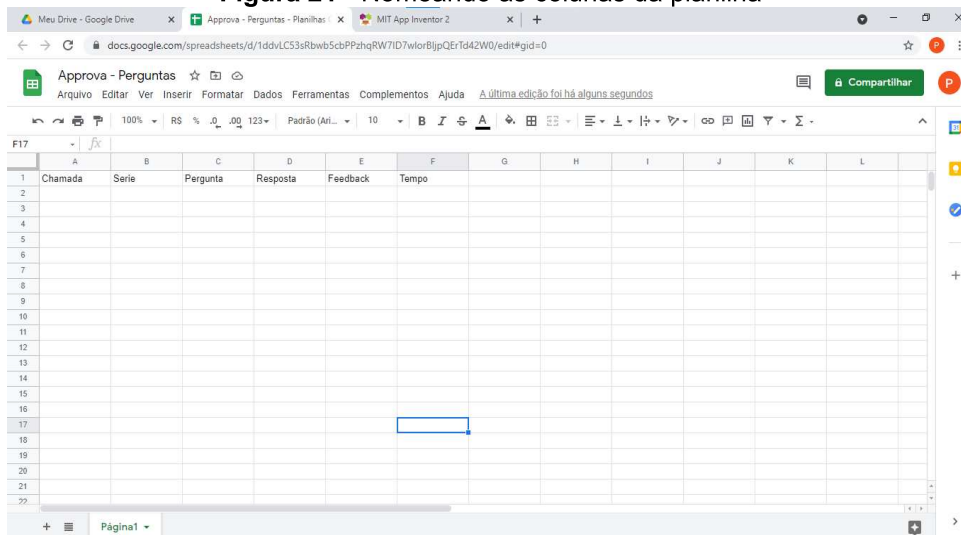 Figura 21 - Nomeando as colunas da planilha
Meu Drive - Google Drive Approva - Perguntas - Planilhas MIT App Inventor 2
docs.google.com/spreadsheets/d/1ddvLC53sRbwb5cbPPzhqRW7ID7wIorBIjpQErTd42W0/edit#gid=0
Approva - Perguntas
Arquivo Editar Ver Inserir Formatar Dados Ferramentas Complementos Ajuda A última edição foi há alguns segundos
Compartilhar
P
P
100% R$ % .0 .00 123 Padrão (Ari... 10 B I S A
31
F17 fx
A B C D E F G H I J K L
1 Chamada Serie Pergunta Resposta Feedback Tempo
2
3
4
5
6
7
8
9
10
11
12
13
14
15
16
17
18
19
20
21
22
Página1